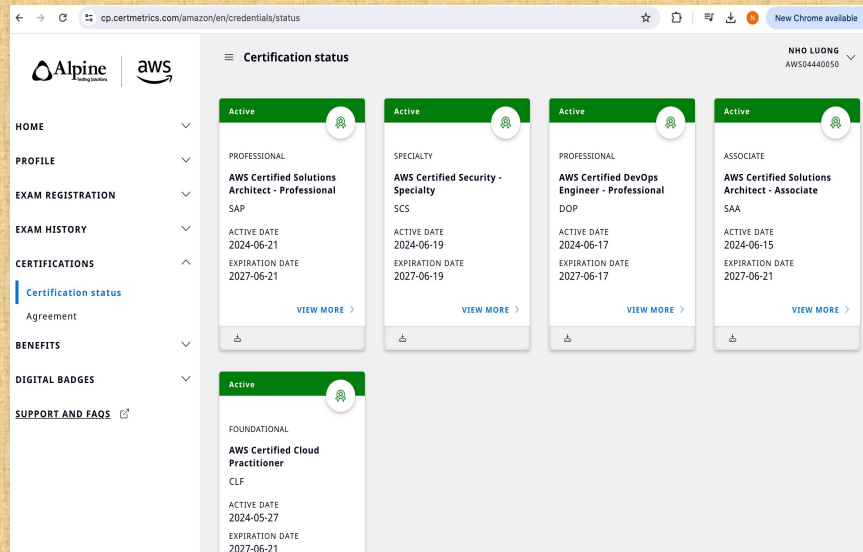 cp.certmetrics.com/amazon/en/credentials/status
N
New Chrome available
Alpine
Testing Solutions
aws
Certification status
NHO LUONG
AWS04440050
HOME
PROFILE
EXAM REGISTRATION
EXAM HISTORY
CERTIFICATIONS
Certification status
Agreement
BENEFITS
DIGITAL BADGES
SUPPORT AND FAQS
Active
PROFESSIONAL
AWS Certified Solutions
Architect - Professional
SAP
ACTIVE DATE
2024-06-21
EXPIRATION DATE
2027-06-21
VIEW MORE
Active
SPECIALTY
AWS Certified Security -
Specialty
SCS
ACTIVE DATE
2024-06-19
EXPIRATION DATE
2027-06-19
VIEW MORE
Active
PROFESSIONAL
AWS Certified DevOps
Engineer - Professional
DOP
ACTIVE DATE
2024-06-17
EXPIRATION DATE
2027-06-17
VIEW MORE
Active
ASSOCIATE
AWS Certified Solutions
Architect - Associate
SAA
ACTIVE DATE
2024-06-15
EXPIRATION DATE
2027-06-21
VIEW MORE
Active
FOUNDATIONAL
AWS Certified Cloud
Practitioner
CLF
ACTIVE DATE
2024-05-27
EXPIRATION DATE
2027-06-21